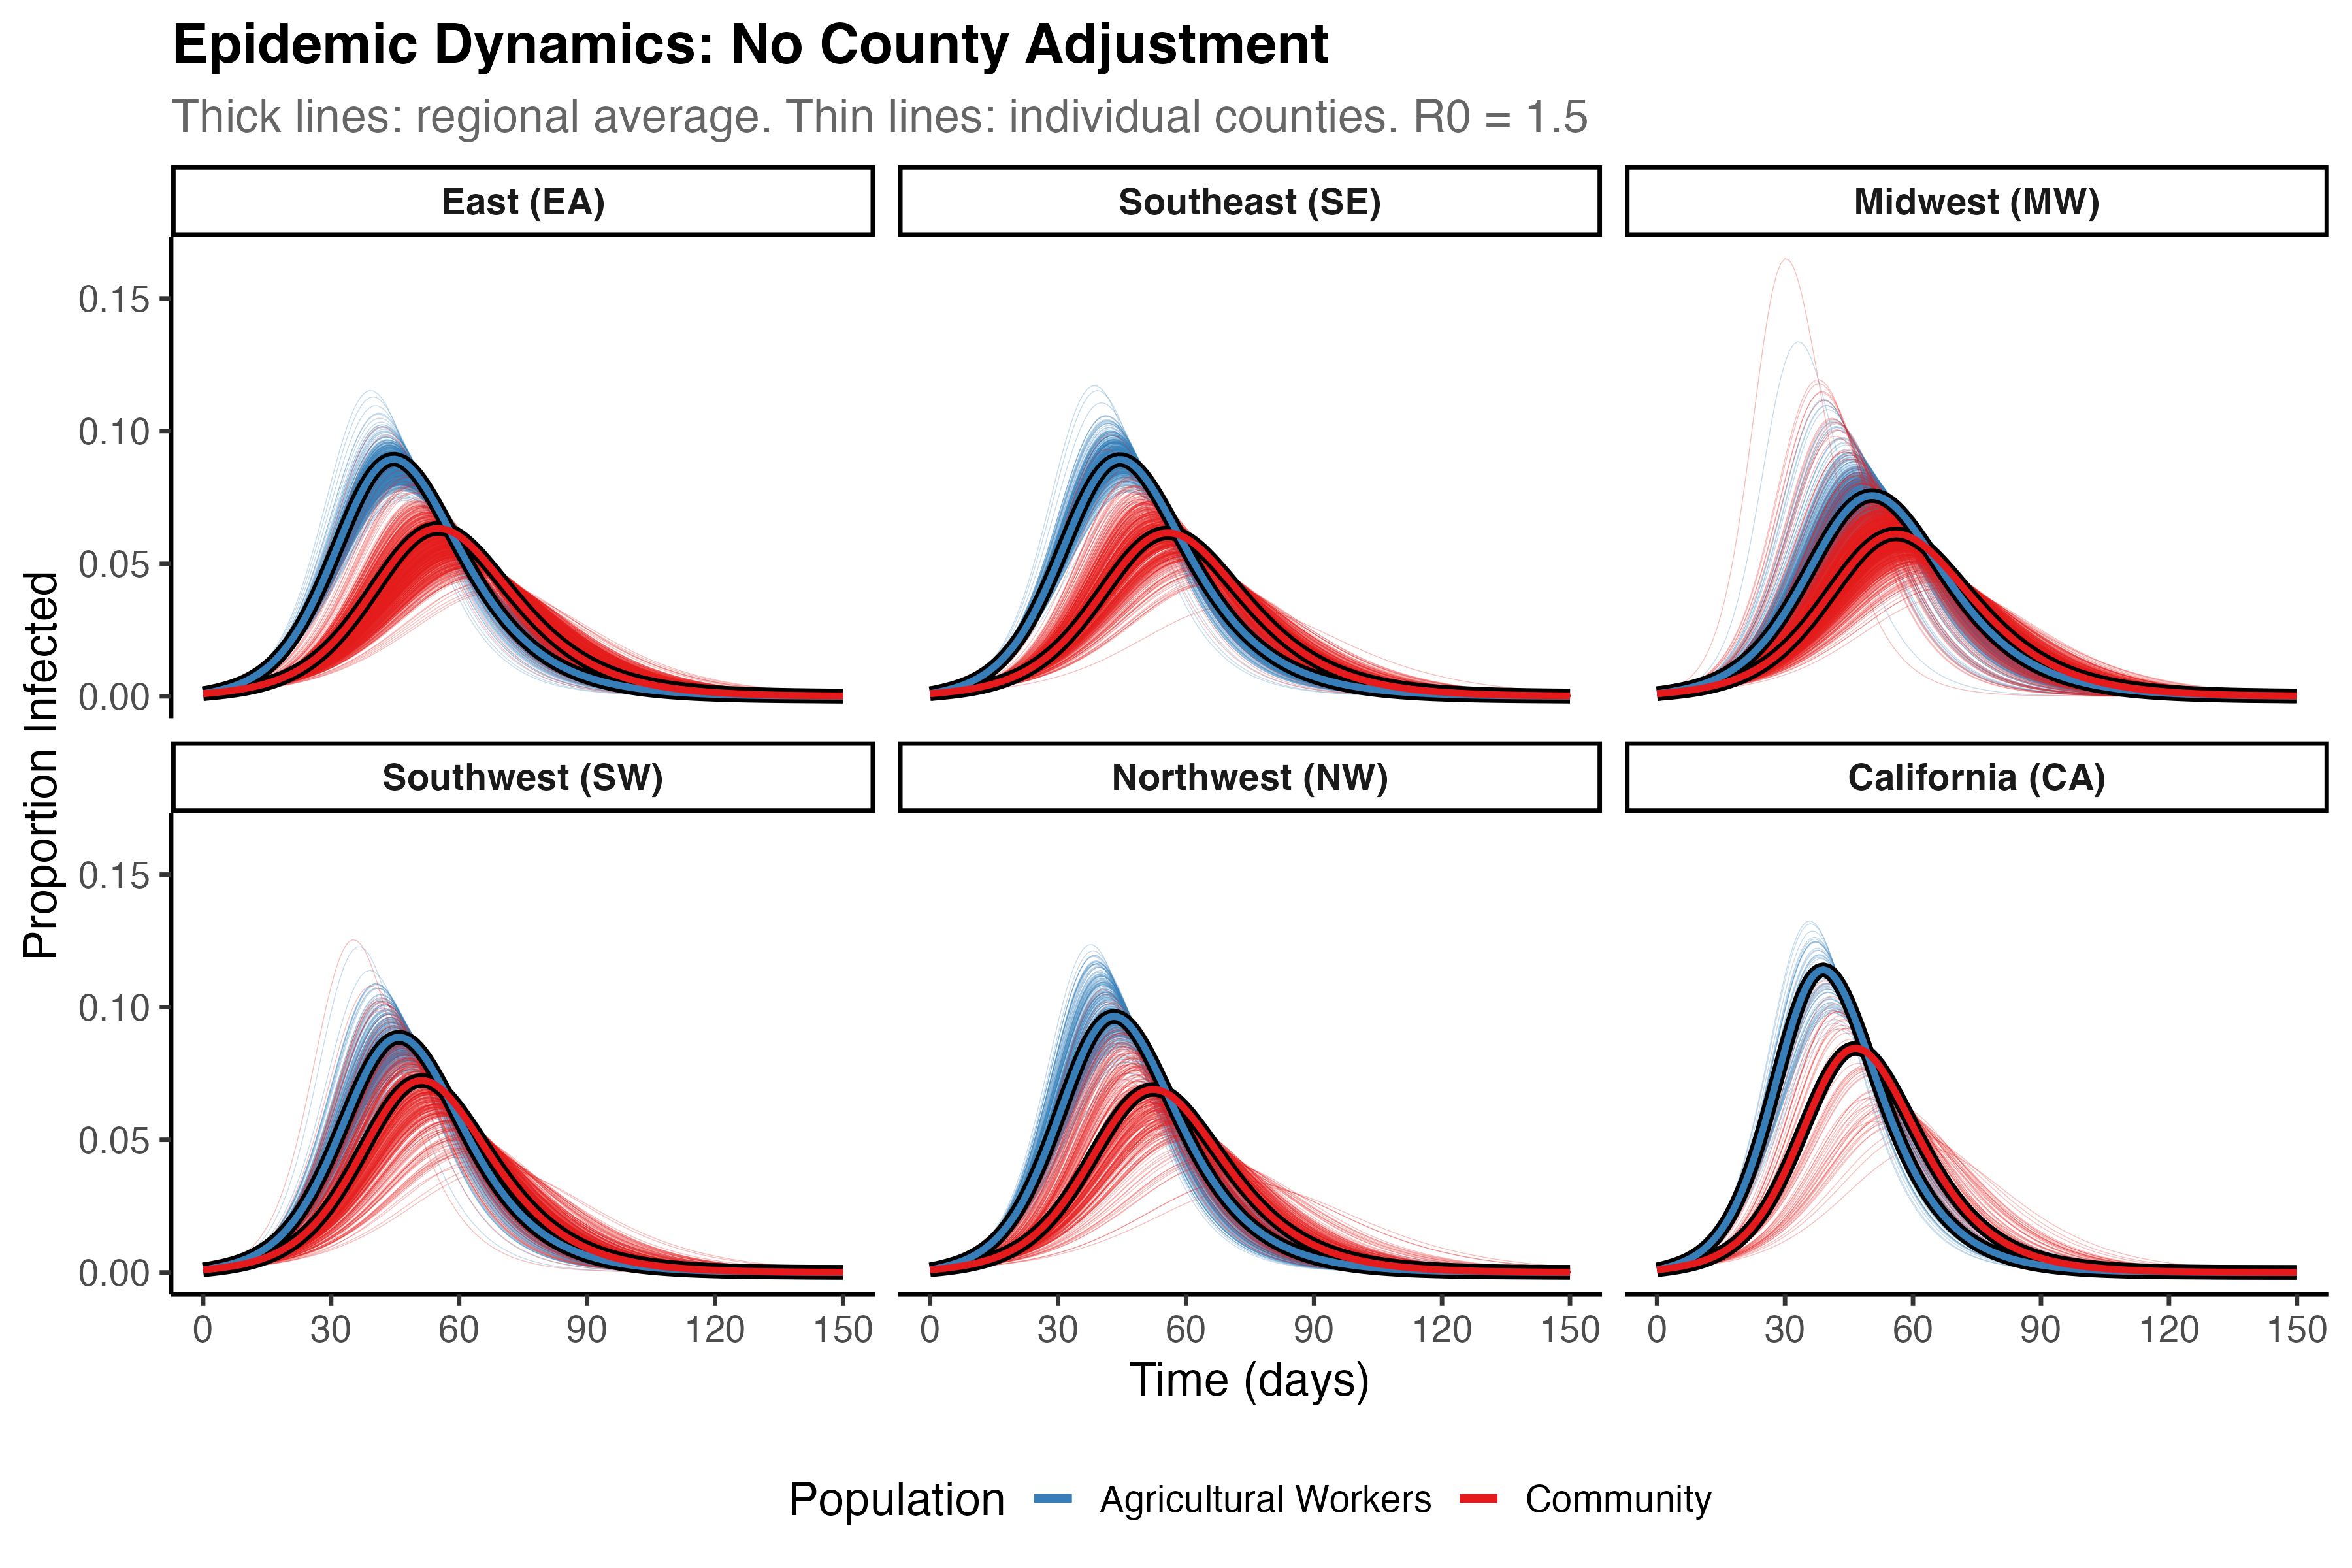 Epidemic Dynamics: No County Adjustment
Thick lines: regional average. Thin lines: individual counties. R0 = 1.5
East (EA)
Southeast (SE)
Midwest (MW)
0.15
0.10
0.05
0.00
Southwest (SW)
Northwest (NW)
California (CA)
0.15
0.10
0.05
0.00
Proportion Infected
0 30 60 90 120 150
0 30 60 90 120 150
0 30 60 90 120 150
Time (days)
Population Agricultural Workers Community